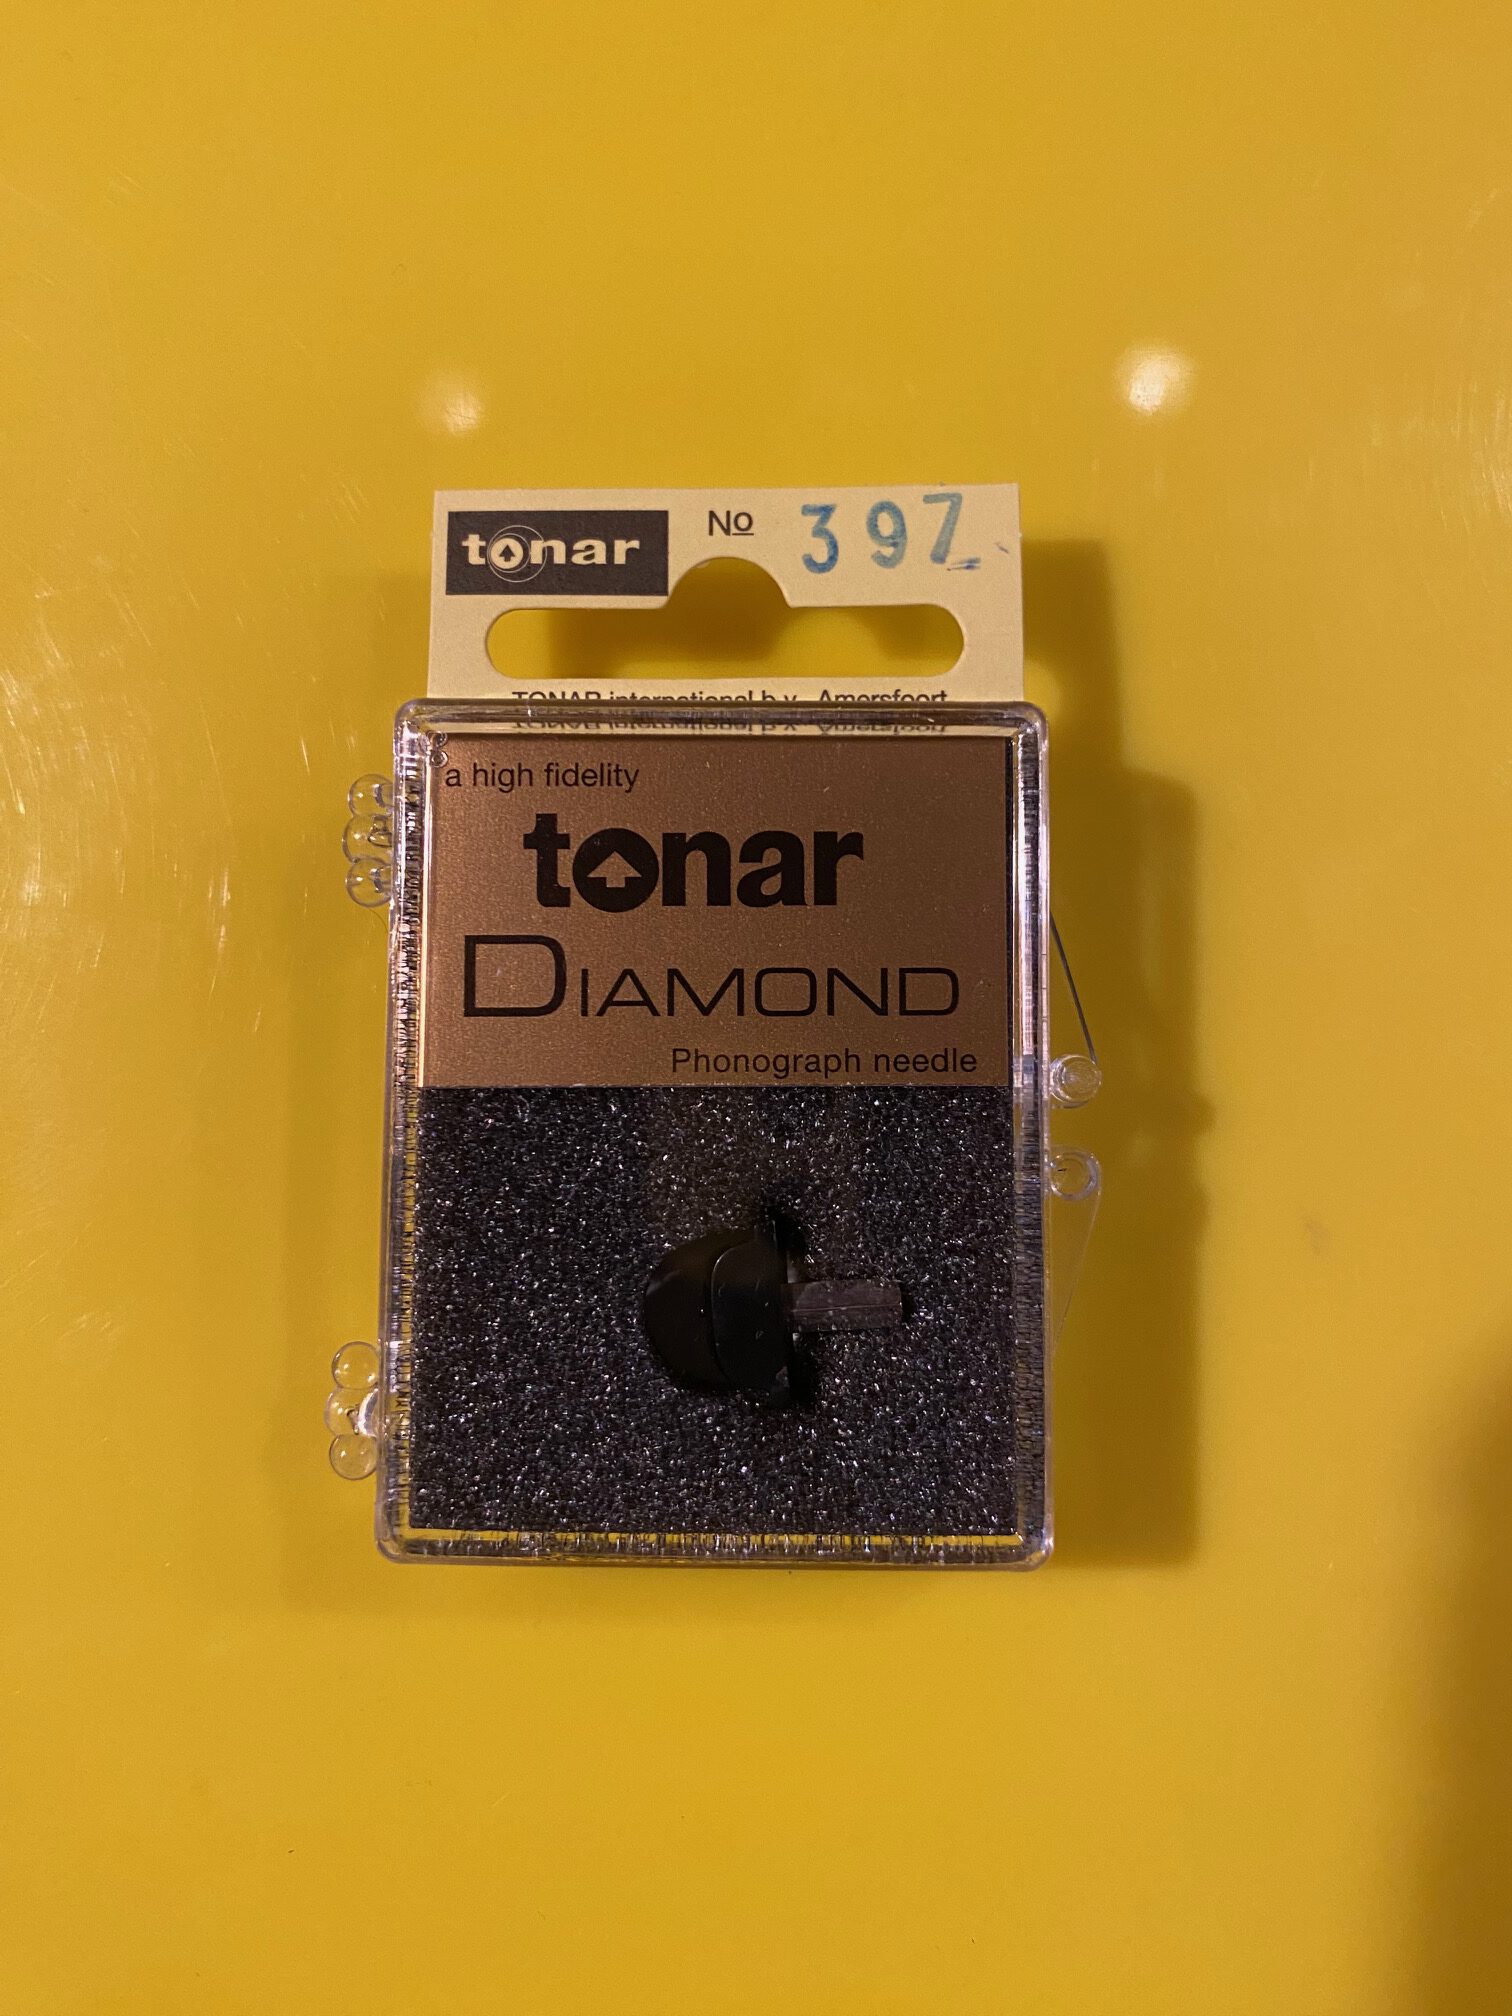 tonar
No 397
TONAR international b.v. Amersfoort
a high fidelity
tonar
DIAMOND
Phonograph needle